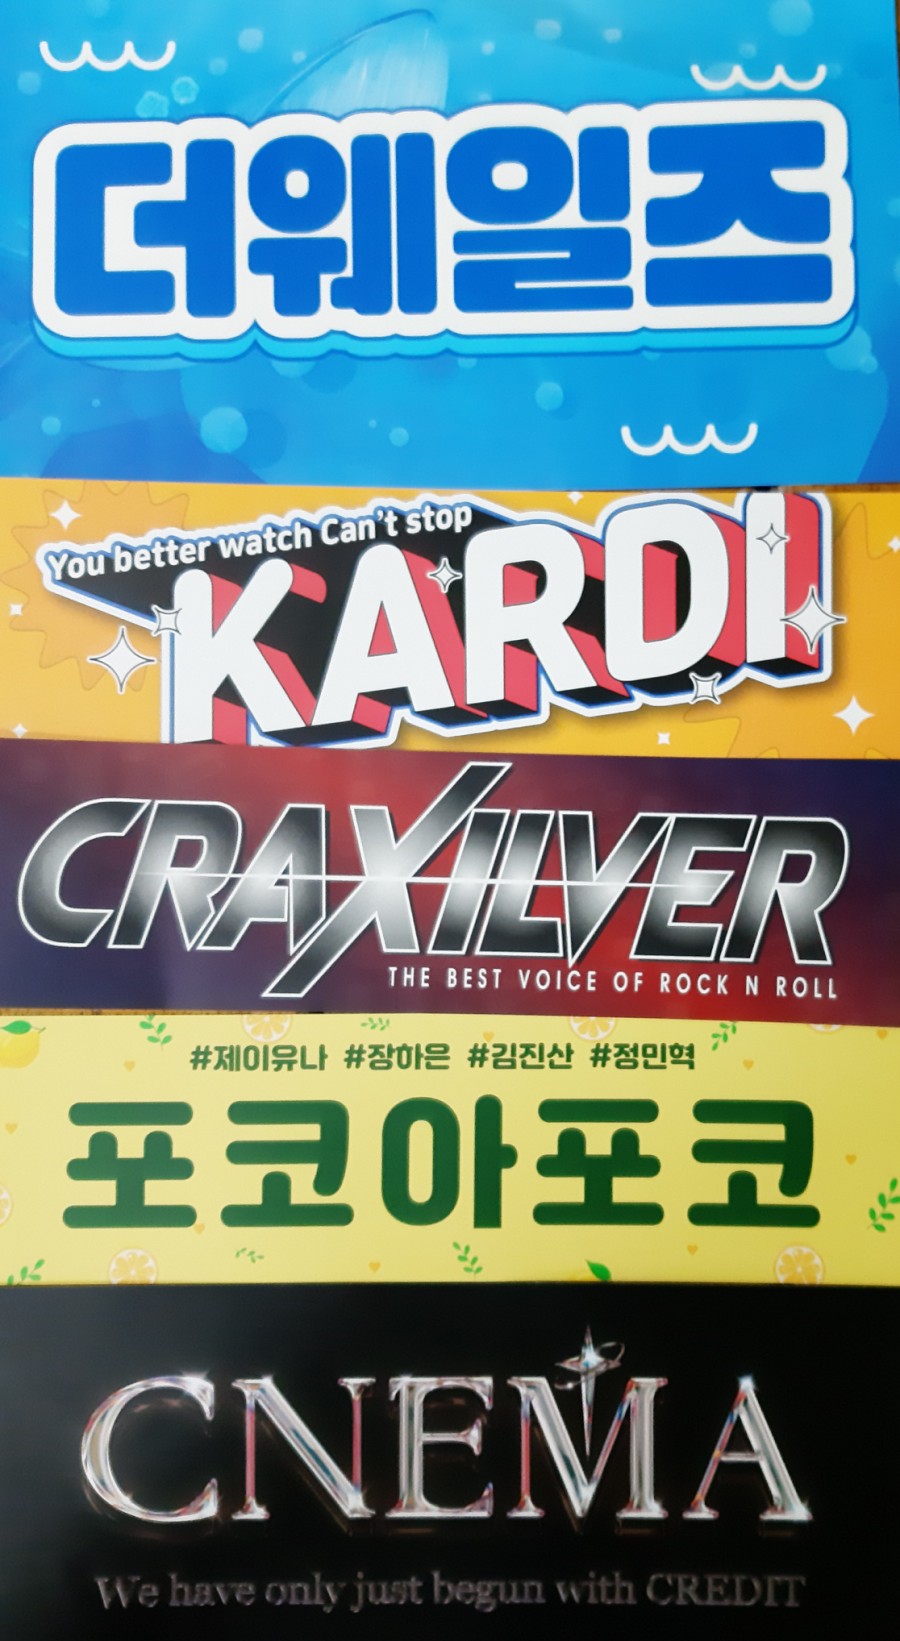 더웨일즈
You better watch Can't stop
KARDI
CRAXILVER
THE BEST VOICE OF ROCK N ROLL
#제이유나 #장하은 #김진산 #정민혁
포코아포코
CNEMA
We have only just begun with CREDIT